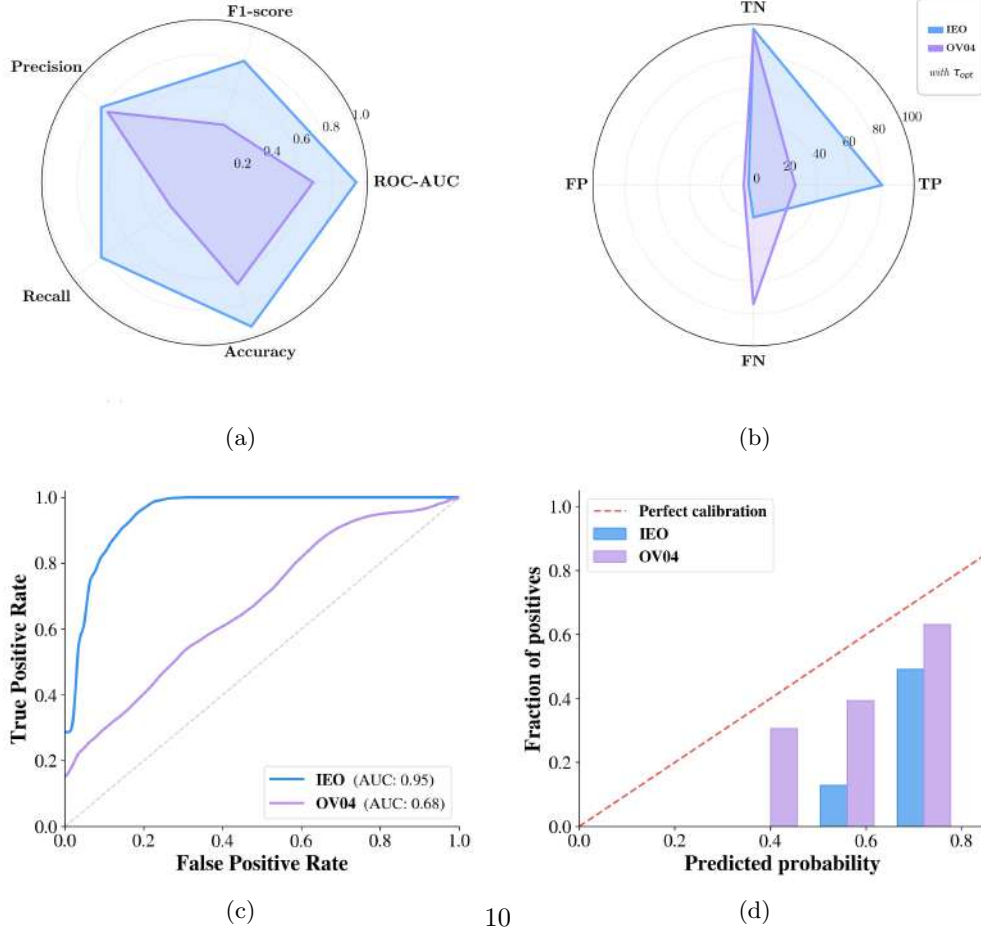 F1-score
Precision
1.0
0.8
0.6
0.4
0.2
ROC-AUC
Recall
Accuracy
(a)
TN
IEO
OV04
with τopt
100
80
60
40
20
0
FP
TP
FN
(b)
1.0
0.8
0.6
0.4
0.2
0.0
True Positive Rate
IEO (AUC: 0.95)
OV04 (AUC: 0.68)
0.0 0.2 0.4 0.6 0.8 1.0
False Positive Rate
(c)
1.0
0.8
0.6
0.4
0.2
0.0
Fraction of positives
Perfect calibration
IEO
OV04
0.0 0.2 0.4 0.6 0.8
Predicted probability
(d)
10